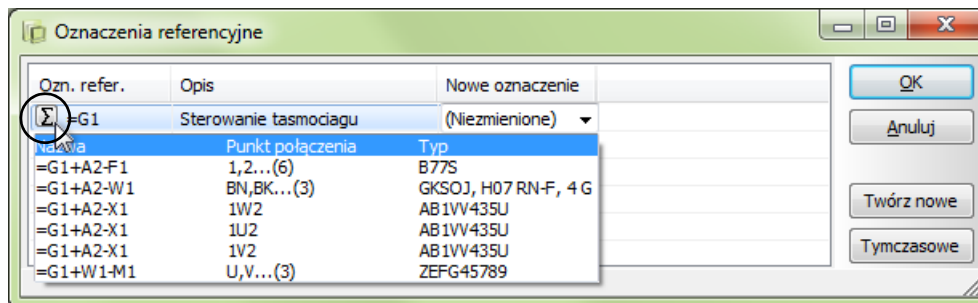 Oznaczenia referencyjne
Ozn. refer. Opis Nowe oznaczenie
Σ =G1 Sterowanie tasmociagu (Niezmienione)
Nazwa Punkt połączenia Typ
=G1+A2-F1 1,2...(6) B77S
=G1+A2-W1 BN,BK...(3) GKSOJ, H07 RN-F, 4 G
=G1+A2-X1 1W2 AB1VV435U
=G1+A2-X1 1U2 AB1VV435U
=G1+A2-X1 1V2 AB1VV435U
=G1+W1-M1 U,V...(3) ZEFG45789
OK
Anuluj
Twórz nowe
Tymczasowe